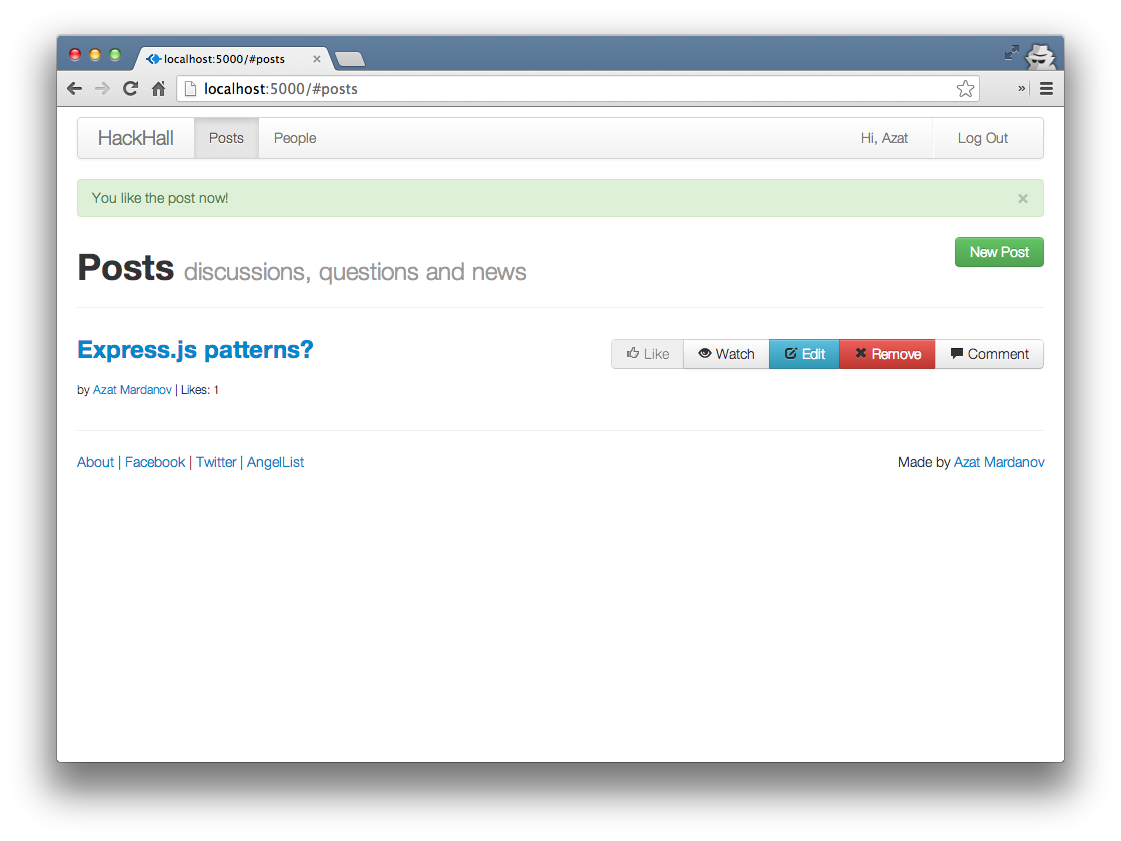 localhost:5000/#posts
localhost:5000/#posts
HackHall Posts People Hi, Azat Log Out
You like the post now!
New Post
Posts discussions, questions and news
Express.js patterns? Like Watch Edit Remove Comment
by Azat Mardanov | Likes: 1
About | Facebook | Twitter | AngelList Made by Azat Mardanov